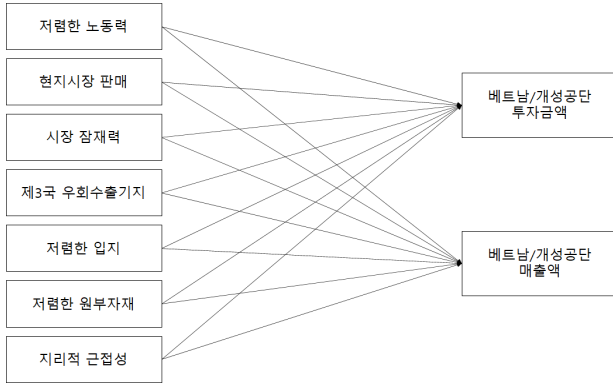 저렴한 노동력
현지시장 판매
시장 잠재력
제3국 우회수출기지
저렴한 입지
저렴한 원부자재
지리적 근접성
베트남/개성공단
투자금액
베트남/개성공단
매출액